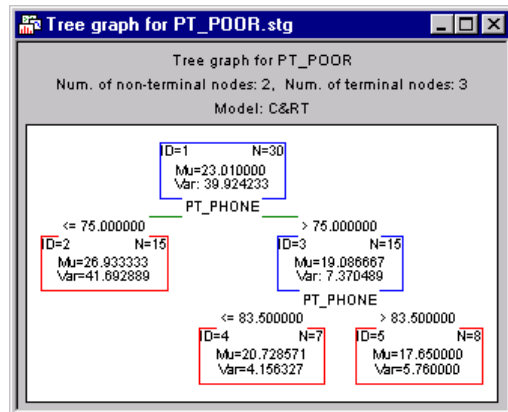 Tree graph for PT_POOR.stg
Tree graph for PT_POOR
Num. of non-terminal nodes: 2, Num. of terminal nodes: 3
Model: C&RT
ID=1 N=30
Mu=23.010000
Var: 39.924233
PT_PHONE
<= 75.000000 > 75.000000
ID=2 N=15 ID=3 N=15
Mu=26.933333 Mu=19.086667
Var=41.692889 Var: 7.370489
PT_PHONE
<= 83.500000 > 83.500000
ID=4 N=7 ID=5 N=8
Mu=20.728571 Mu=17.650000
Var=4.156327 Var=5.760000